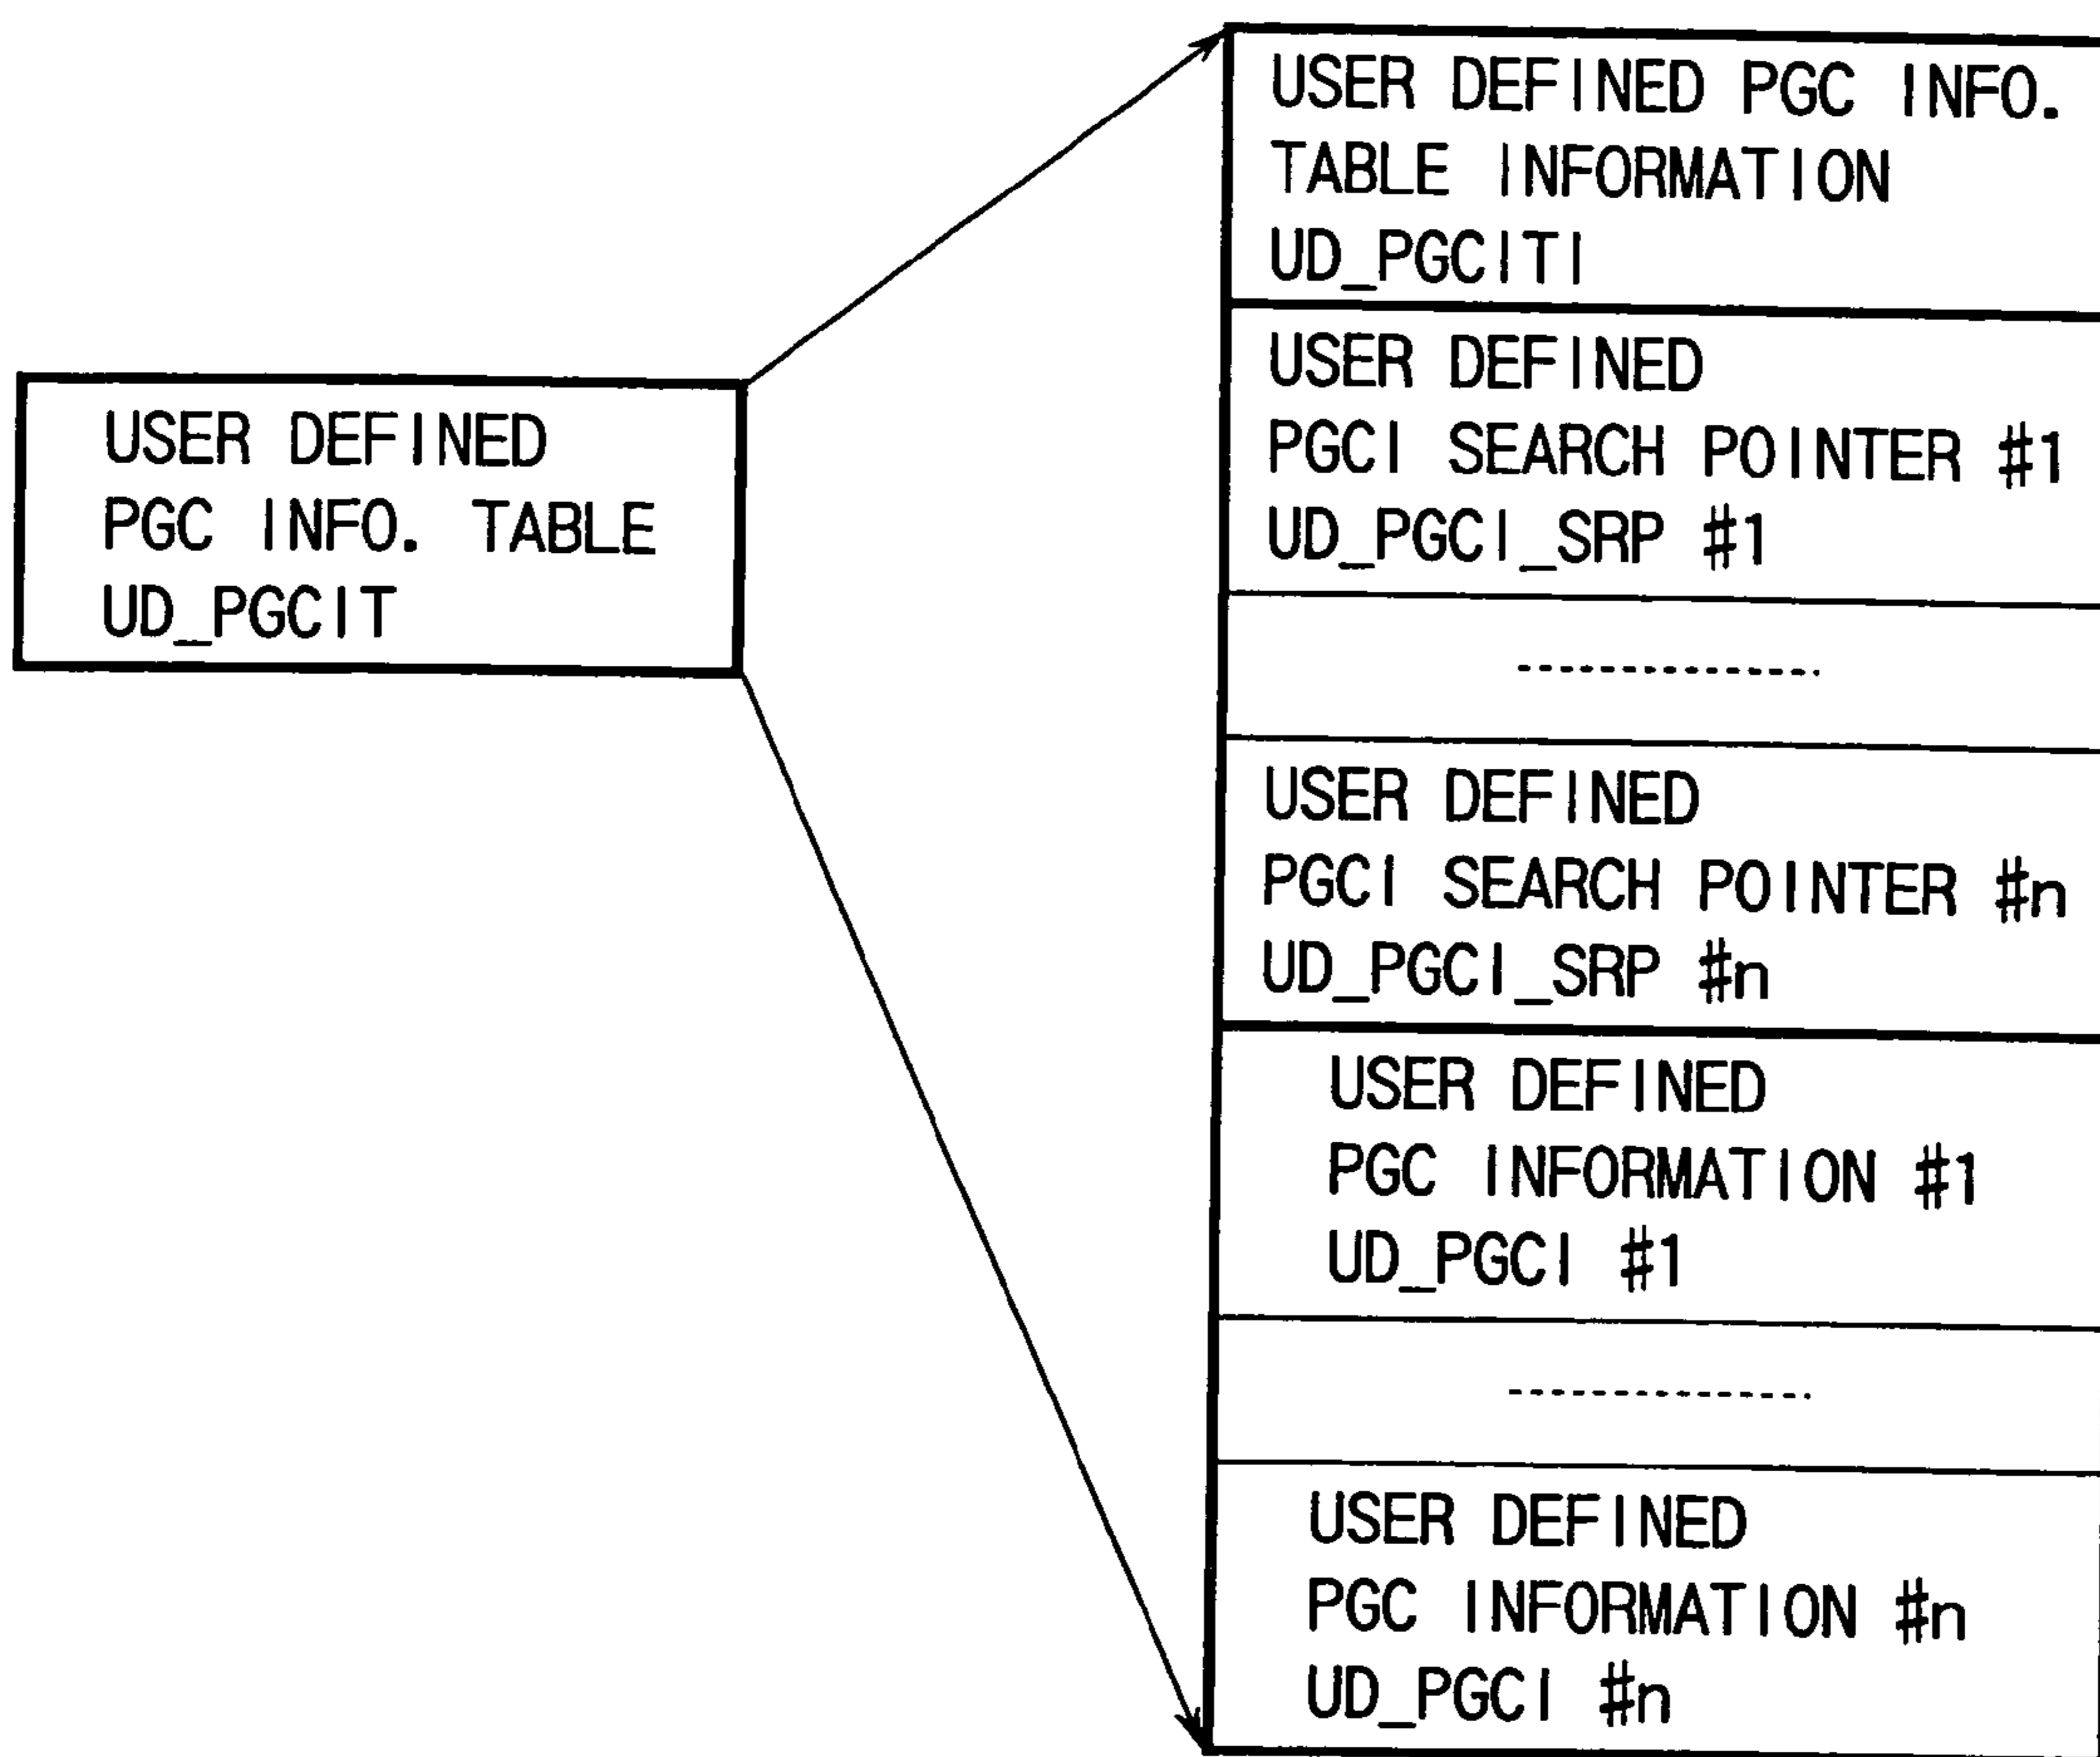 USER DEFINED
PGC INFO. TABLE
UD_PGCIT
USER DEFINED PGC INFO.
TABLE INFORMATION
UD_PGCITI
USER DEFINED
PGCI SEARCH POINTER #1
UD_PGCI_SRP #1
USER DEFINED
PGCI SEARCH POINTER #n
UD_PGCI_SRP #n
USER DEFINED
PGC INFORMATION #1
UD_PGCI #1
USER DEFINED
PGC INFORMATION #n
UD_PGCI #n